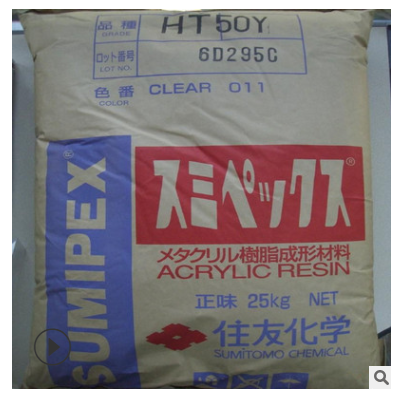 品種 HT50Y
GRADE
ロット番号 6D295C
LOT NO.
色番 CLEAR 011
COLOR
SUMIPEX®
スミペックス®
メタクリル樹脂成形材料
ACRYLIC RESIN
正味 25kg NET
住友化学
SUMITOMO CHEMICAL